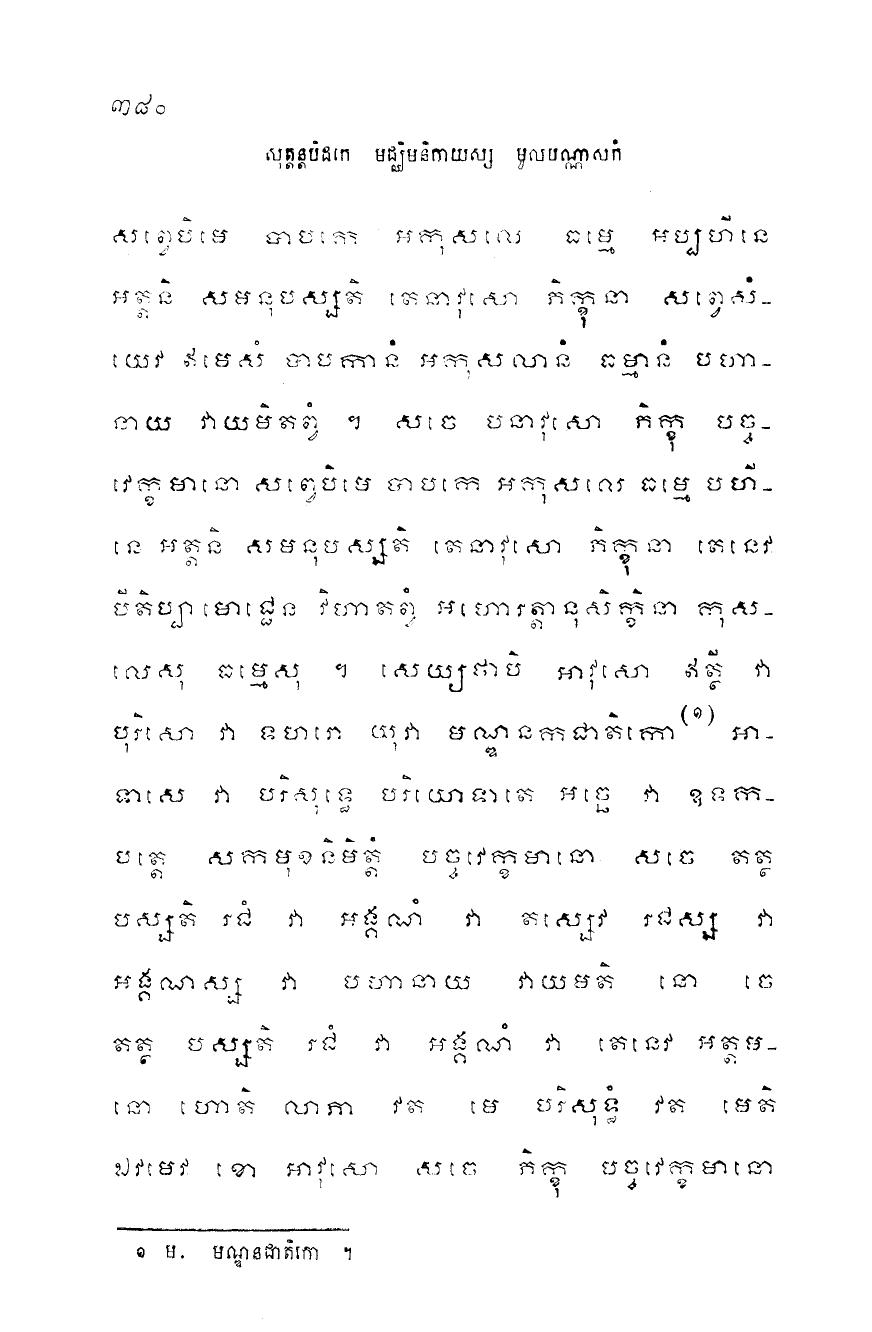 ៣៨០
សុត្តន្តបិដកេ មជ្ឈិមនិកាយស្ស មូលបណ្ណាសកំ
សព្វេបិមេ បាបកេ អកុសលេ ធម្មេ អប្បហីនេ
អត្តនិ សមនុបស្សតិ តេនាវុសោ ភិក្ខុនា សព្វេសំ-
យេវ ឥមេសំ បាបកានំ អកុសលានំ ធម្មានំ បហា-
នាយ វាយមិតព្វំ ។ សចេ បនាវុសោ ភិក្ខុ បច្ច-
វេក្ខមានោ សព្វេបិមេ បាបកេ អកុសលេ ធម្មេ បហី-
នេ អត្តនិ សមនុបស្សតិ តេនាវុសោ ភិក្ខុនា តេនេវ
បីតិប្បាមោជ្ជេន វិហាតព្វំ អហោរត្តានុសិក្ខិនា កុស-
លេសុ ធម្មេសុ ។ សេយ្យថាបិ អាវុសោ ឥត្ថី វា
បុរិសោ វា ទហរោ យុវា មណ្ឌនកជាតិកោ(១) អា-
ទាសេ វា បរិសុទ្ធេ បរិយោទាតេ អច្ឆេ វា ឧទក-
បត្តេ សកមុខនិមិត្តំ បច្ចវេក្ខមានោ សចេ តត្ថ
បស្សតិ រជំ វា អង្គណំ វា តស្សេវ រជស្ស វា
អង្គណស្ស វា បហានាយ វាយមតិ នោ ចេ
តត្ថ បស្សតិ រជំ វា អង្គណំ វា តេនេវ អត្តម-
នោ ហោតិ លាភា វត មេ បរិសុទ្ធំ វត មេតិ
ឯវមេវ ខោ អាវុសោ សចេ ភិក្ខុ បច្ចវេក្ខមានោ
១ ម. មណ្ឌនជាតិកោ ។